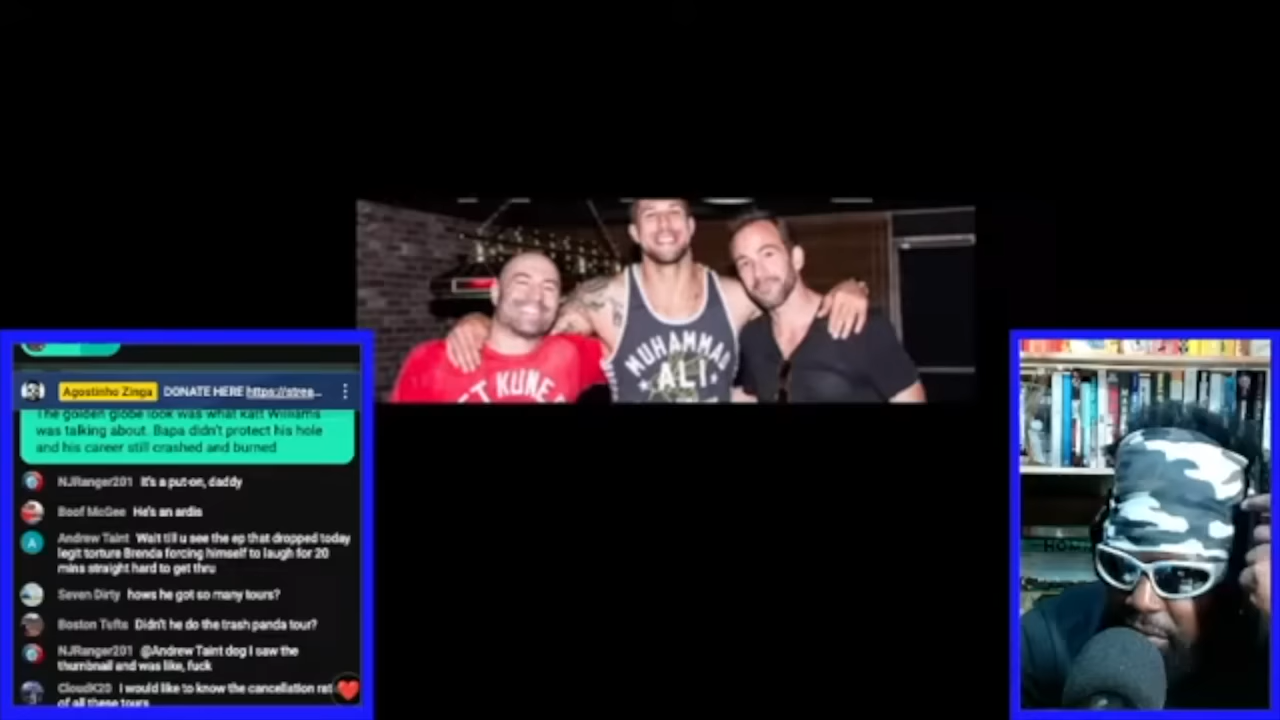 MUHAMMAD
ALI
T KUNE
Agostinho Zinga DONATE HERE https://strea...
The golden globe look was what Katt Williams
was talking about. Bapa didn't protect his hole
and his career still crashed and burned
NJRanger201 It's a put-on, daddy
Boof McGee He's an ardis
A
Andrew Taint Wait till u see the ep that dropped today
legit torture Brenda forcing himself to laugh for 20
mins straight hard to get thru
Seven Dirty hows he got so many tours?
Boston Tufts Didn't he do the trash panda tour?
NJRanger201 @Andrew Taint dog I saw the
thumbnail and was like, fuck
CloudK20 I would like to know the cancellation rat
of all these tours